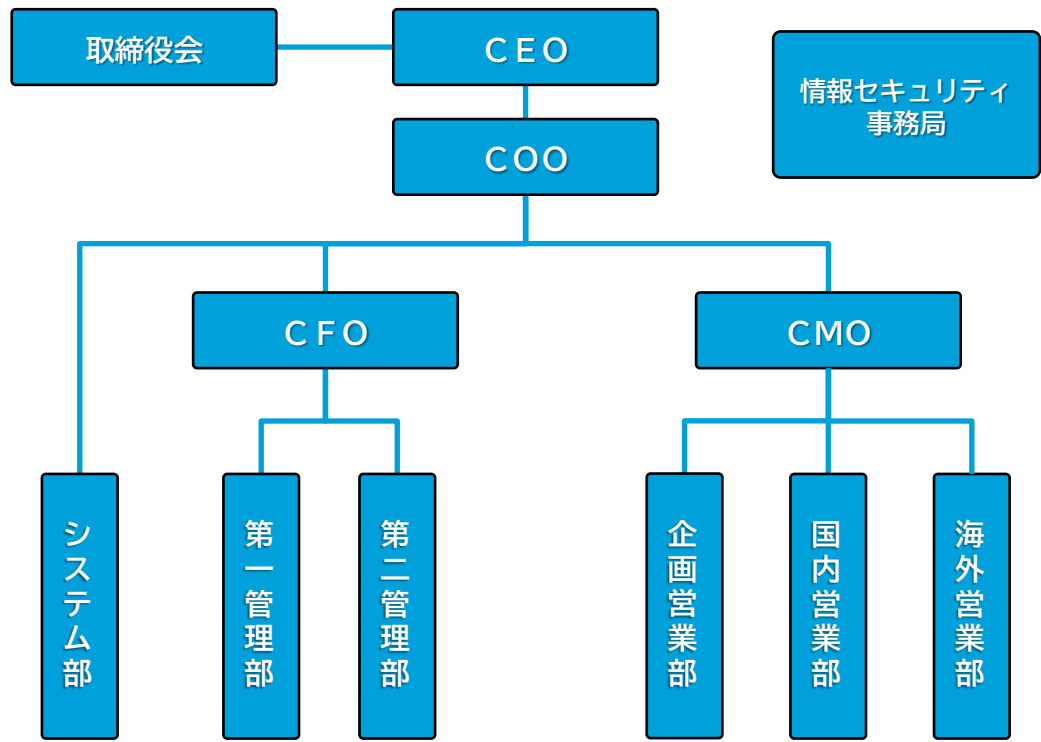 取締役会
ＣＥＯ
情報セキュリティ
事務局
ＣＯＯ
ＣＦＯ
ＣＭＯ
システム部
第一管理部
第二管理部
企画営業部
国内営業部
海外営業部